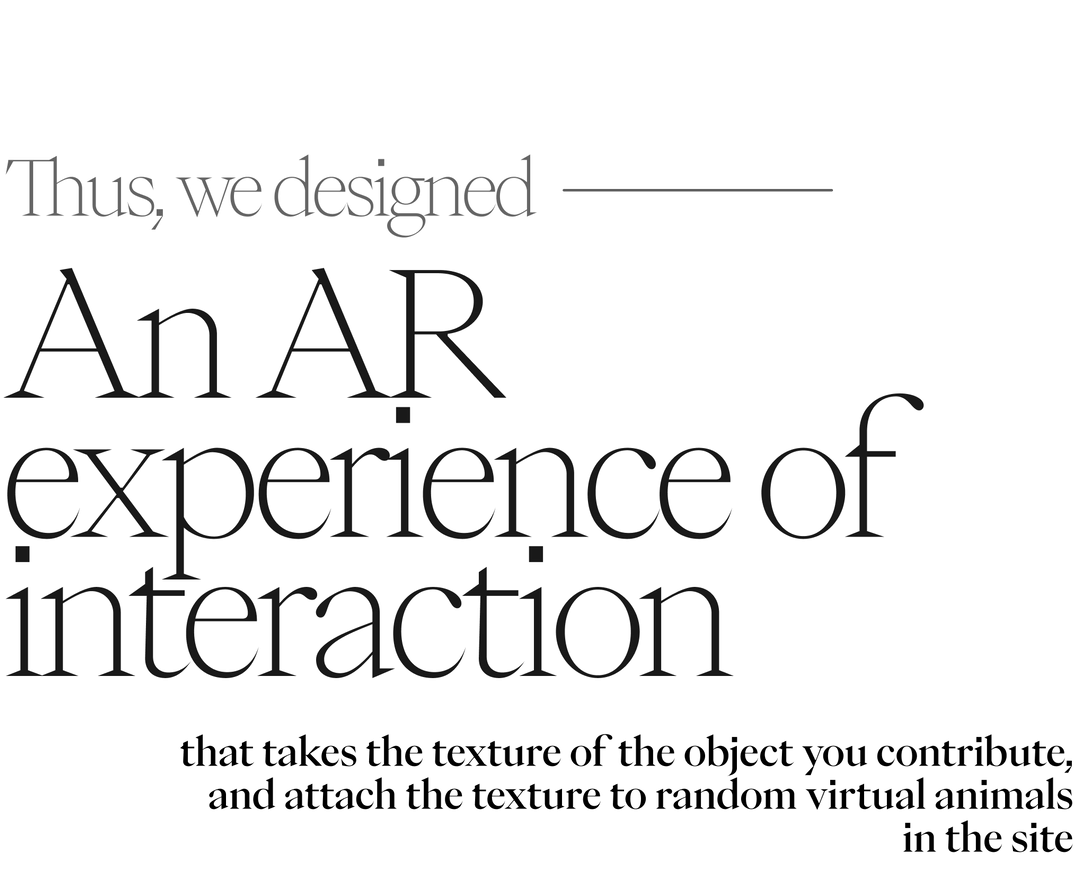 Thus, we designed
An AR
experience of
interaction
that takes the texture of the object you contribute,
and attach the texture to random virtual animals
in the site